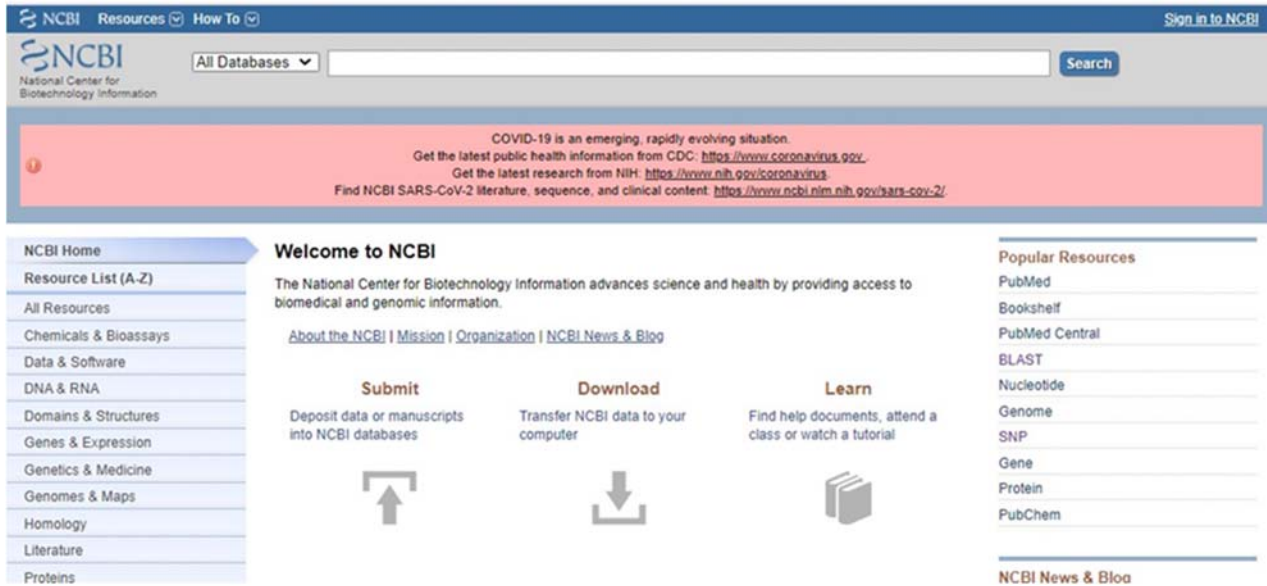 NCBI Resources How To Sign in to NCBI
NCBI
National Center for
Biotechnology Information
All Databases Search
COVID-19 is an emerging, rapidly evolving situation.
Get the latest public health information from CDC: https://www.coronavirus.gov .
Get the latest research from NIH: https://www.nih.gov/coronavirus.
Find NCBI SARS-CoV-2 literature, sequence, and clinical content: https://www.ncbi.nlm.nih.gov/sars-cov-2/.
NCBI Home
Resource List (A-Z)
All Resources
Chemicals & Bioassays
Data & Software
DNA & RNA
Domains & Structures
Genes & Expression
Genetics & Medicine
Genomes & Maps
Homology
Literature
Proteins
Welcome to NCBI
The National Center for Biotechnology Information advances science and health by providing access to
biomedical and genomic information.
About the NCBI | Mission | Organization | NCBI News & Blog
Submit
Deposit data or manuscripts
into NCBI databases
Download
Transfer NCBI data to your
computer
Learn
Find help documents, attend a
class or watch a tutorial
Popular Resources
PubMed
Bookshelf
PubMed Central
BLAST
Nucleotide
Genome
SNP
Gene
Protein
PubChem
NCBI News & Blog